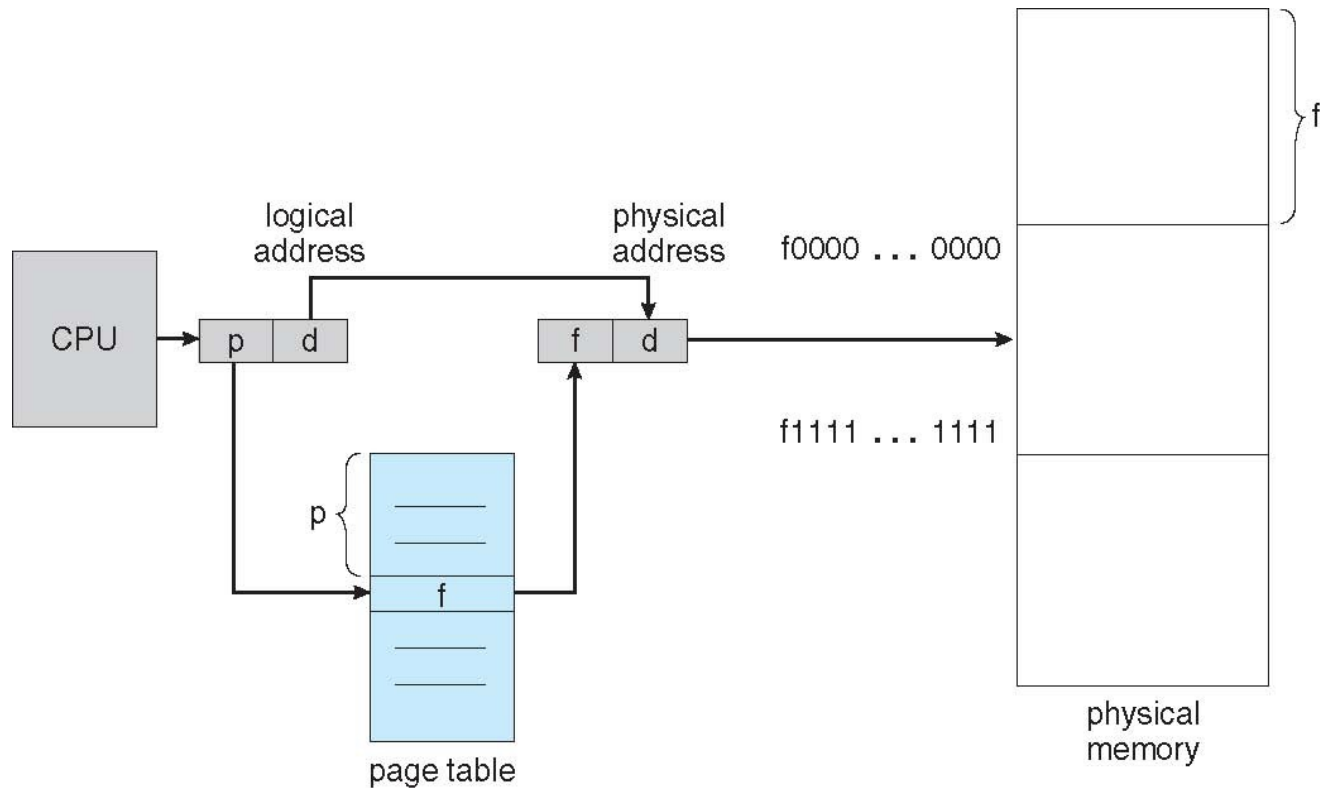 f
logical
address
physical
address
f0000 ... 0000
CPU
p d
f d
f1111 ... 1111
p
f
page table
physical
memory